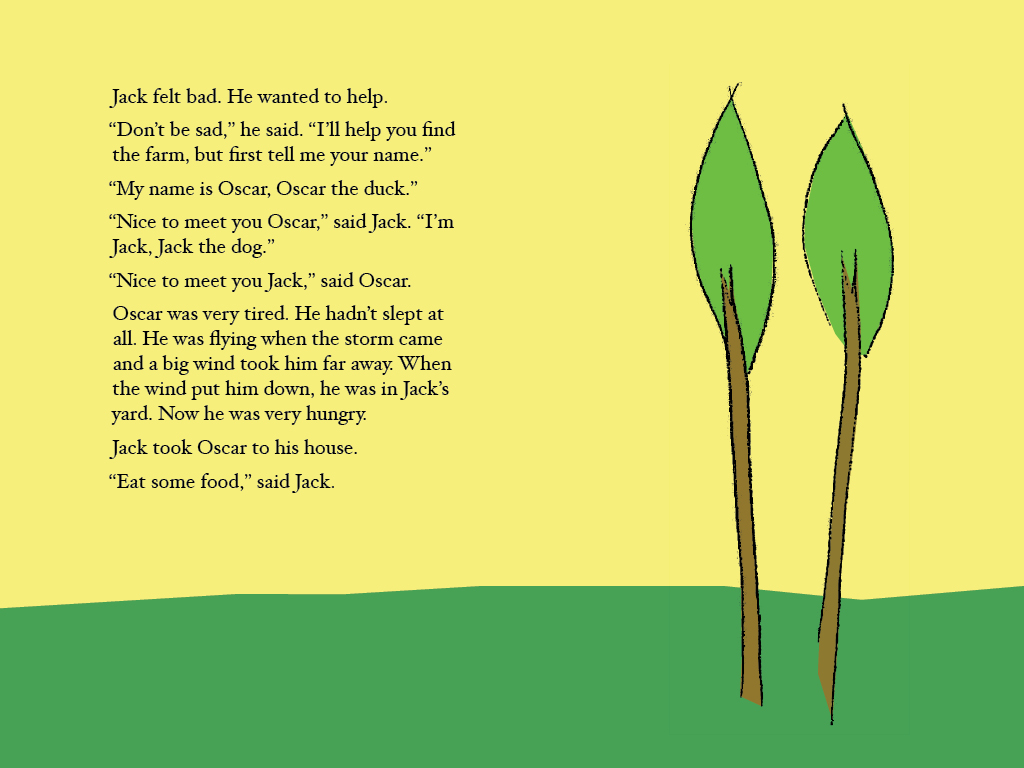 Jack felt bad. He wanted to help.
“Don’t be sad,” he said. “I’ll help you find
the farm, but first tell me your name.”
“My name is Oscar, Oscar the duck.”
“Nice to meet you Oscar,” said Jack. “I’m
Jack, Jack the dog.”
“Nice to meet you Jack,” said Oscar.
Oscar was very tired. He hadn’t slept at
all. He was flying when the storm came
and a big wind took him far away. When
the wind put him down, he was in Jack’s
yard. Now he was very hungry.
Jack took Oscar to his house.
“Eat some food,” said Jack.